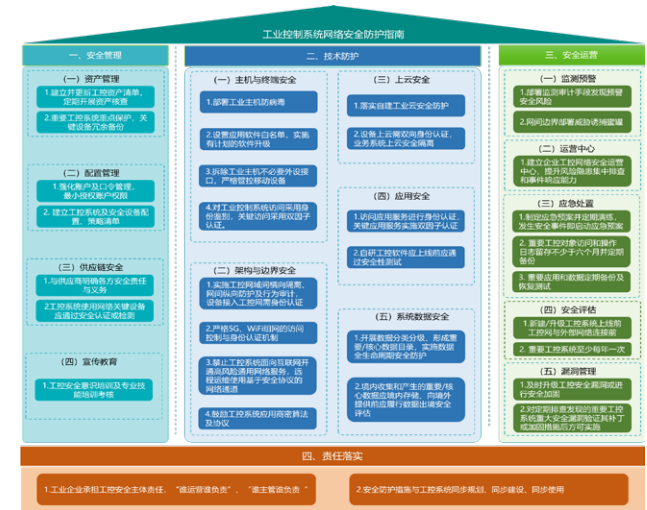 工业控制系统网络安全防护指南
一、安全管理
（一）资产管理
1.建立并更新工控资产清单，
定期开展资产核查
2.重要工控系统重点保护，关
键设备冗余备份
（二）配置管理
1.强化账户及口令管理，
最小授权账户权限
2. 建立工控系统及安全设备配
置、策略清单
（三）供应链安全
1.与供应商明确各方安全责任
与义务
2.工控系统使用网络关键设备
应通过安全认证或检测
（四）宣传教育
1.工控安全意识培训及专业技
能培训考核
二、技术防护
（一）主机与终端安全
1.部署工业主机防病毒
2.设置应用软件白名单，实施
有计划的软件升级
3.拆除工业主机不必要外设接
口，严格管控移动设备
4.对工业控制系统访问采用身
份鉴别，关键访问采用双因子
认证。
（二）架构与边界安全
1.实施工控网域间横向隔离、
网间纵向防护及行为审计，
设备接入工控网需身份认证
2.严格5G、WiFi组网的访问
控制与身份认证机制
3.禁止工控系统面向互联网开
通高风险通用网络服务，远
程运维使用基于安全协议的
网络通道
4.鼓励工控系统应用商密算法
及协议
（三）上云安全
1.落实自建工业云安全防护
2.设备上云需双向身份认证，
业务系统上云安全隔离
（四）应用安全
1.访问应用服务进行身份认证，
关键应用服务实施双因子认证
2.自研工控软件应上线前应通
过安全性测试
（五）系统数据安全
1.开展数据分类分级，形成重
要/核心数据目录，实施数据
全生命周期安全防护
2.境内收集和产生的重要/核
心数据应境内存储，向境外
提供前应履行数据出境安全
评估
三、安全运营
（一）监测预警
1.部署监测审计手段发现预警
安全风险
2.网间边界部署威胁诱捕蜜罐
（二）运营中心
1.建立企业工控网络安全运营
中心，提升风险隐患集中排查
和事件响应能力
（三）应急处置
1.制定应急预案并定期演练，
发生安全事件即启动应急预案
2. 重要工控对象访问和操作
日志留存不少于六个月并定期
备份
3. 重要应用和数据定期备份及
恢复测试
（四）安全评估
1.新建/升级工控系统上线前
工控网与外部网络连接前
2. 重要工控系统至少每年一次
（五）漏洞管理
1.及时升级工控安全漏洞或进
行安全加固
2.对定期排查发现的重要工控
系统重大安全漏洞验证其补丁
或加固措施后方可实施
四、责任落实
1.工业企业承担工控安全主体责任，“谁运营谁负责”、“谁主管谁负责 ”
2.安全防护措施与工控系统同步规划、同步建设、同步使用